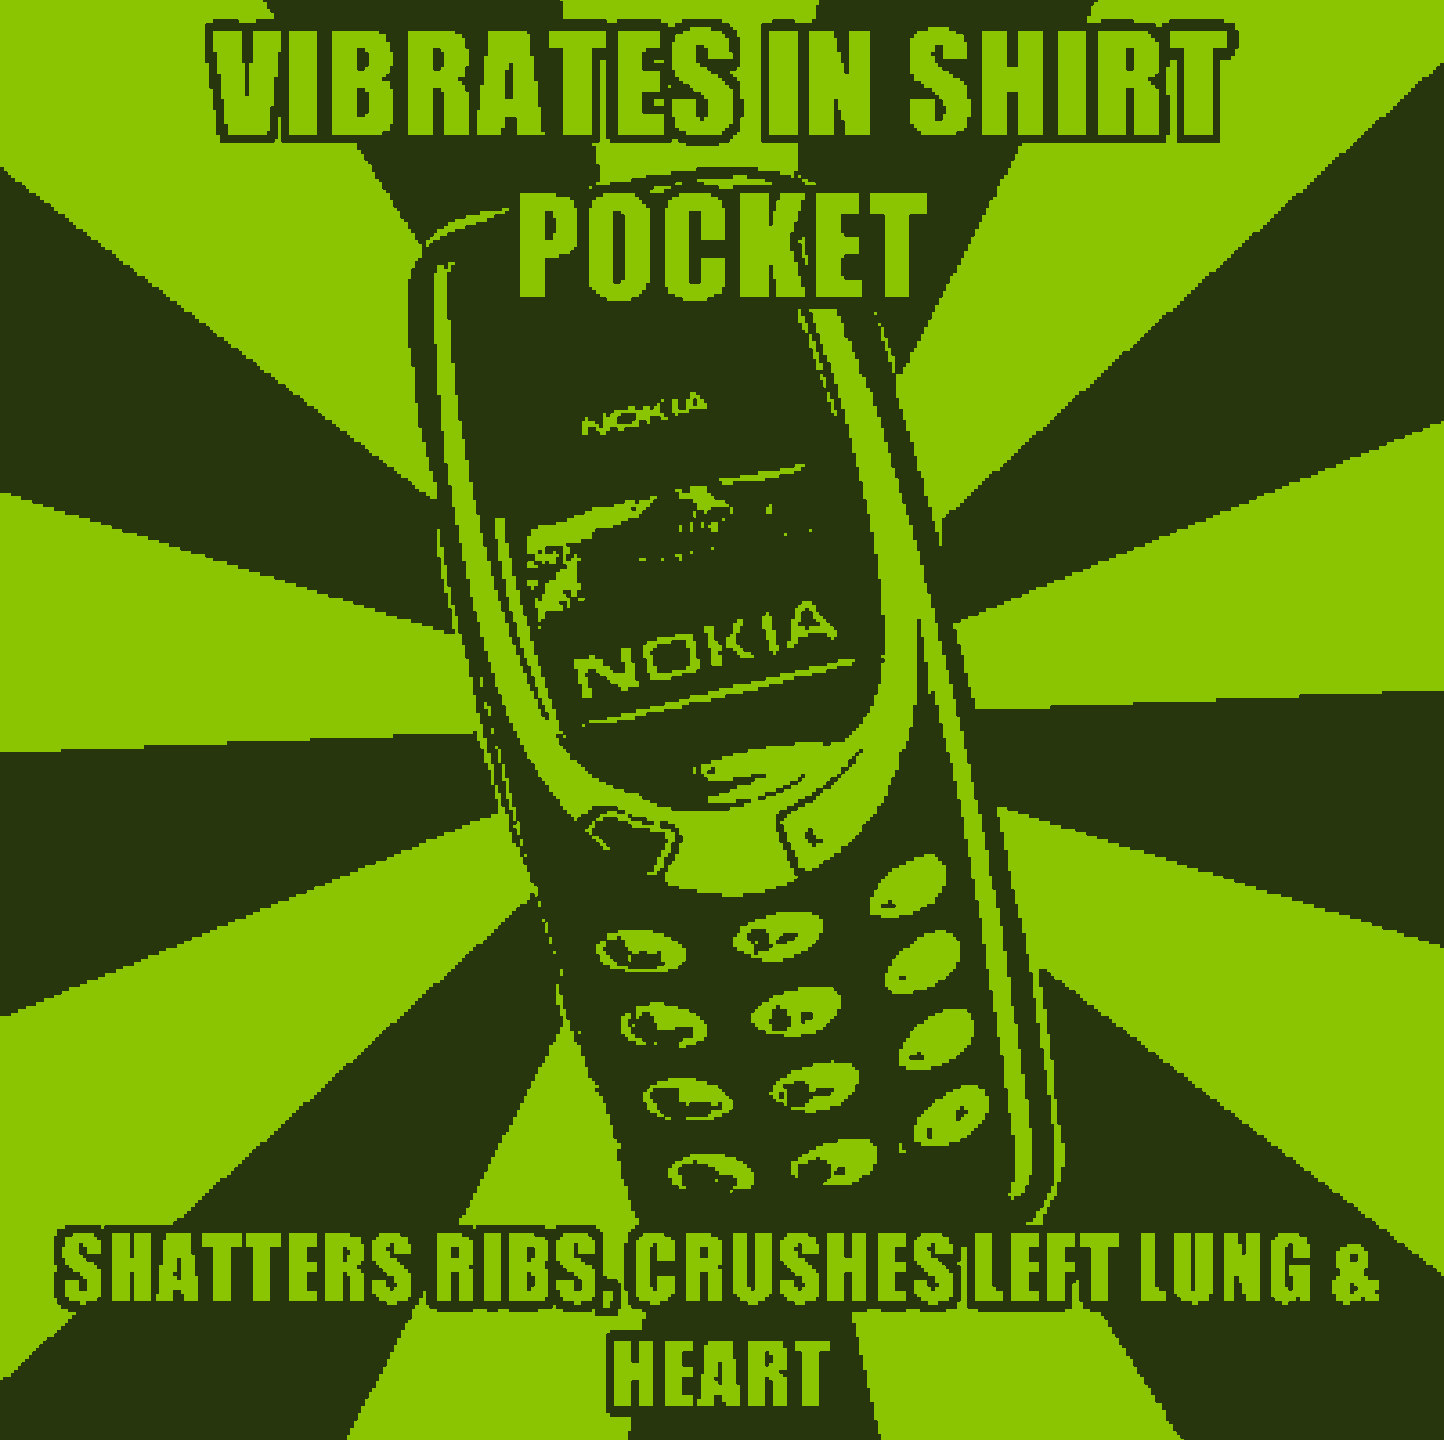 VIBRATES IN SHIRT
POCKET
NOKIA
NOKIA
SHATTERS RIBS, CRUSHES LEFT LUNG &
HEART